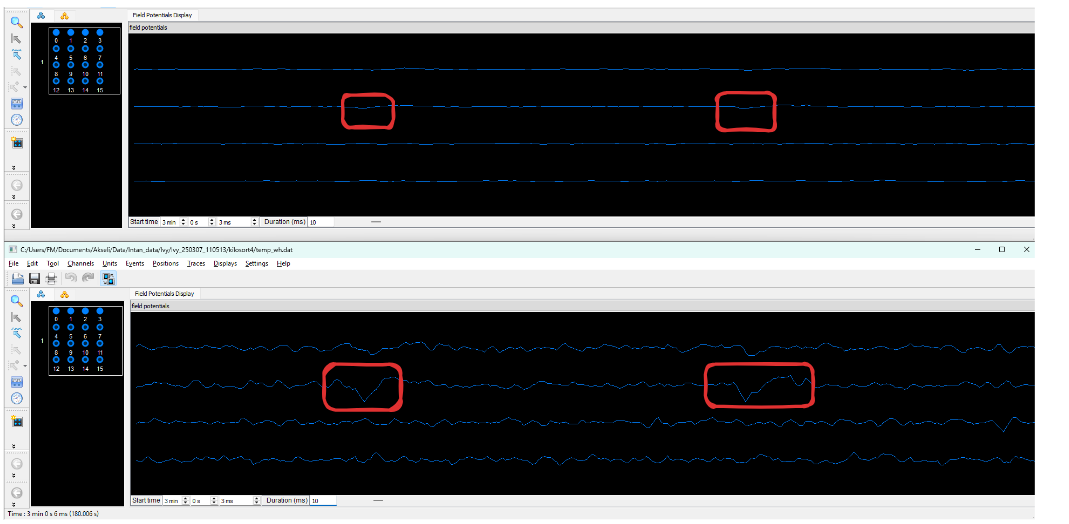 Field Potentials Display
field potentials
0 1 2 3
4 5 6 7
1
8 9 10 11
12 13 14 15
Start time 3 min 0 s 3 ms Duration (ms) 10
C:/Users/FM/Documents/Akseli/Data/Intan_data/Ivy/Ivy_250307_110513/kilosort4/temp_wh.dat
File Edit Tool Channels Units Events Positions Traces Displays Settings Help
Field Potentials Display
field potentials
0 1 2 3
4 5 6 7
1
8 9 10 11
12 13 14 15
Start time 3 min 0 s 3 ms Duration (ms) 10
Time : 3 min 0 s 6 ms (180.006 s)